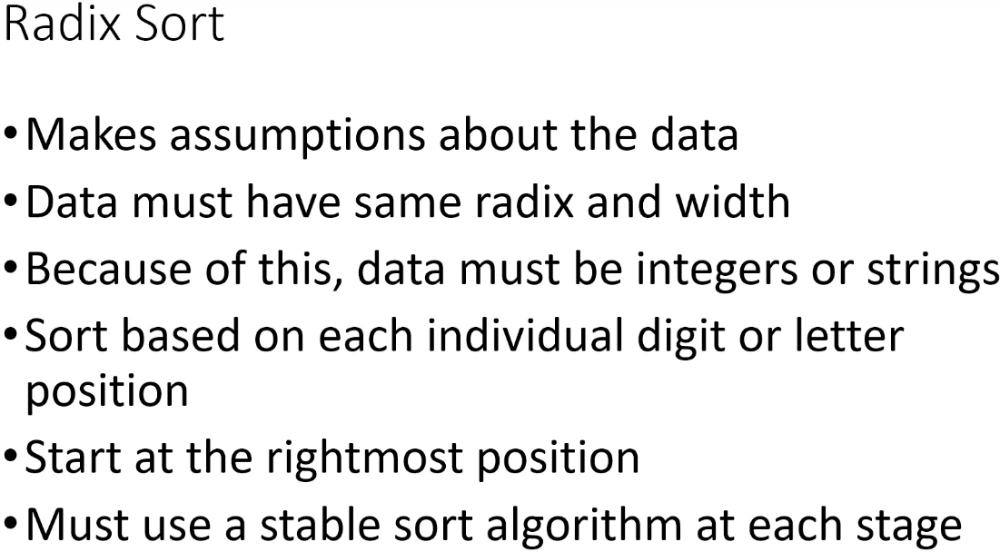 Radix Sort
•Makes assumptions about the data
•Data must have same radix and width
•Because of this, data must be integers or strings
•Sort based on each individual digit or letter
position
•Start at the rightmost position
•Must use a stable sort algorithm at each stage